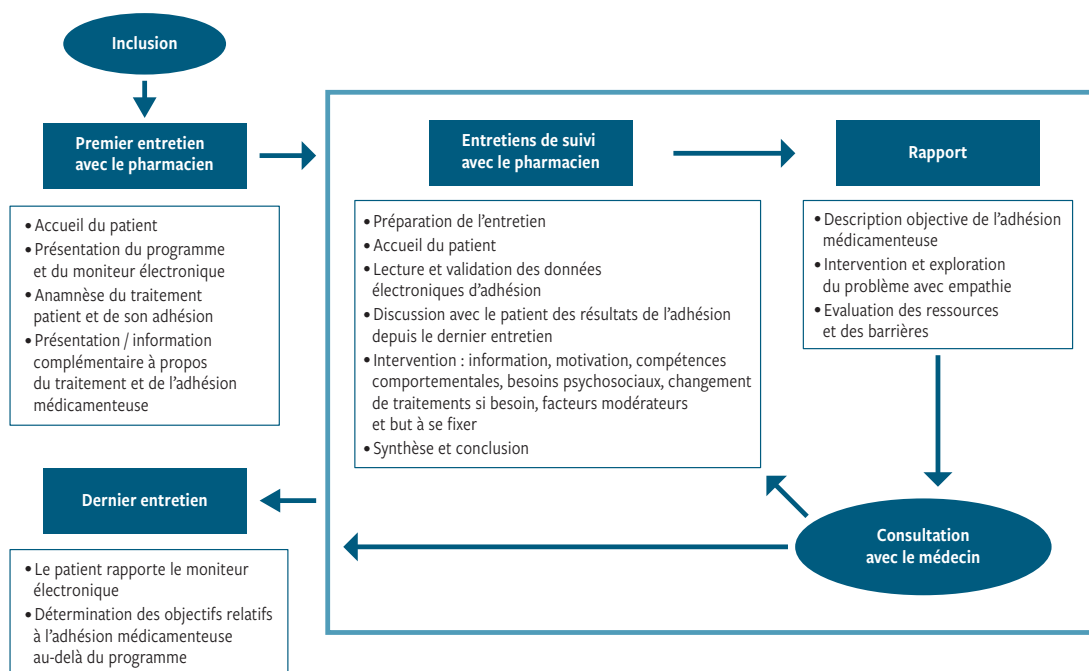 Inclusion
Premier entretien
avec le pharmacien
• Accueil du patient
• Présentation du programme
et du moniteur électronique
• Anamnèse du traitement
patient et de son adhésion
• Présentation / information
complémentaire à propos
du traitement et de l’adhésion
médicamenteuse
Entretiens de suivi
avec le pharmacien
• Préparation de l’entretien
• Accueil du patient
• Lecture et validation des données
électroniques d’adhésion
• Discussion avec le patient des résultats de l’adhésion
depuis le dernier entretien
• Intervention : information, motivation, compétences
comportementales, besoins psychosociaux, changement
de traitements si besoin, facteurs modérateurs
et but à se fixer
• Synthèse et conclusion
Rapport
• Description objective de l’adhésion
médicamenteuse
• Intervention et exploration
du problème avec empathie
• Evaluation des ressources
et des barrières
Consultation
avec le médecin
Dernier entretien
• Le patient rapporte le moniteur
électronique
• Détermination des objectifs relatifs
à l’adhésion médicamenteuse
au-delà du programme